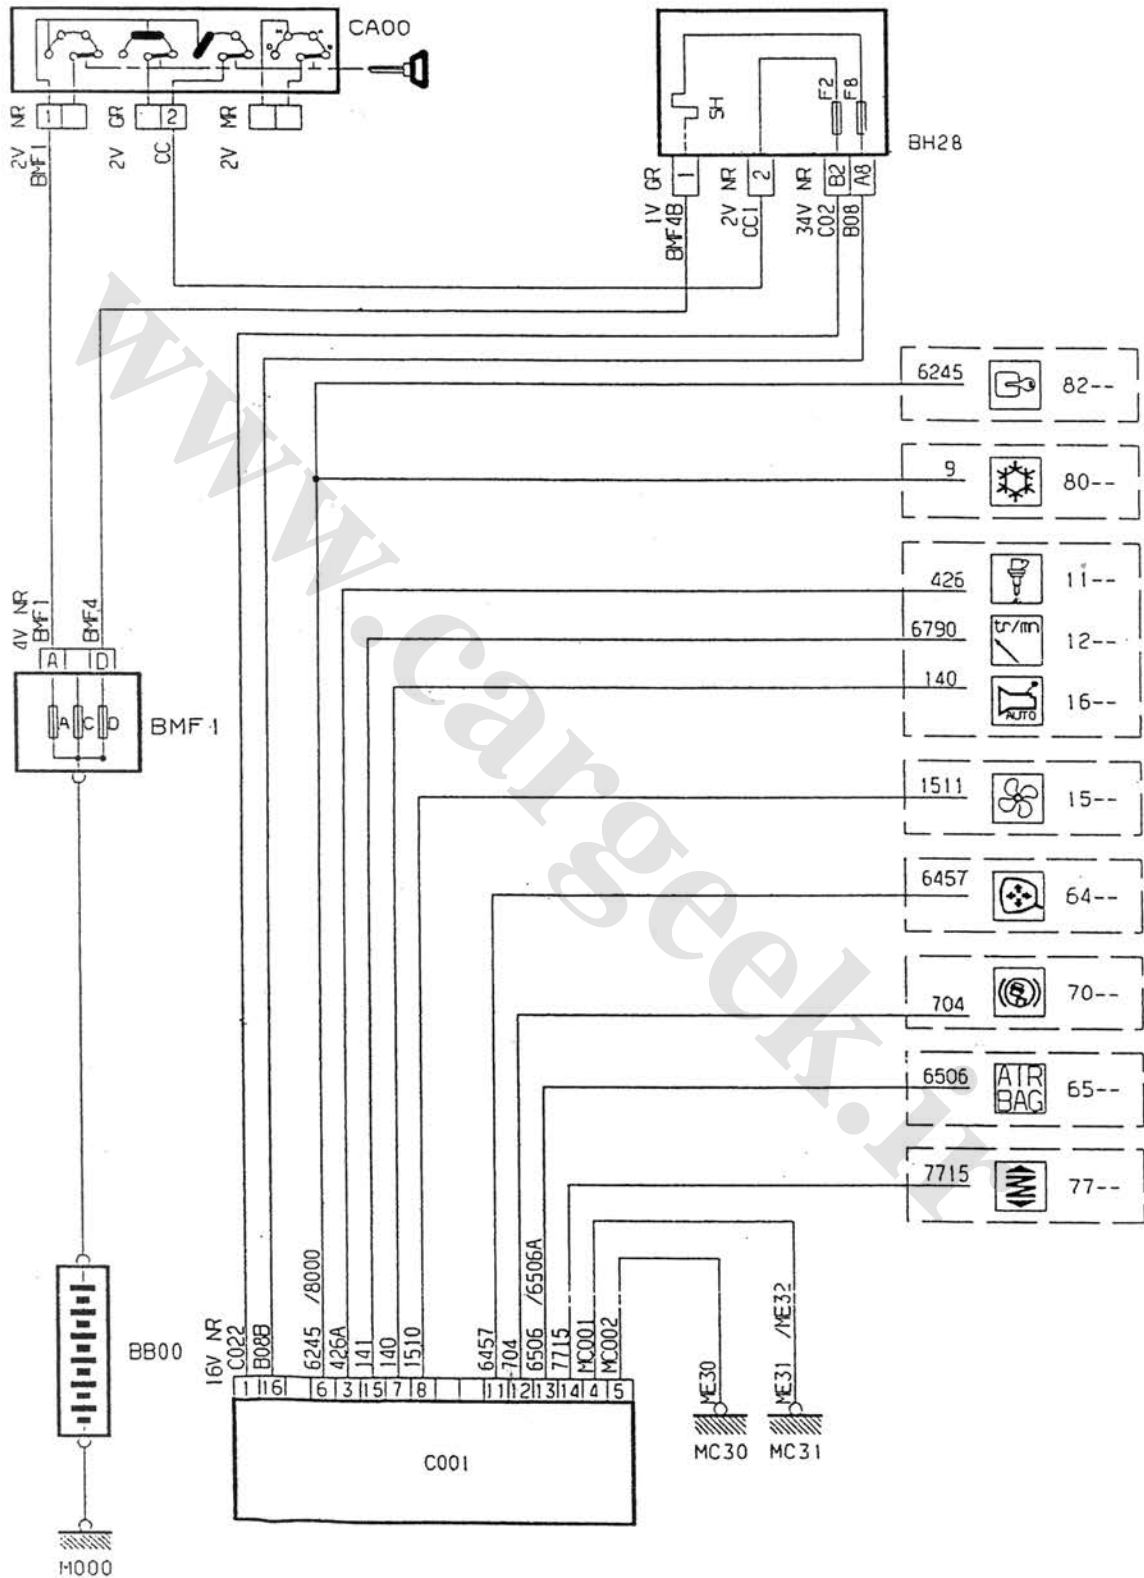 CA00
2V NR
1
BMF1
2V GR
2
CC
2V MR
SH
F2
F8
BH28
1V GR
1
BMF4B
2V NR
2
CC1
34V NR
B2
A8
C02
B08
6245
82--
9
80--
426
11--
6790
tr/mn
12--
140
AUTO
16--
4V NR
BMF1
BMF4
A
D
A
C
D
BMF1
1511
15--
6457
64--
704
70--
6506
AIR
BAG
65--
7715
77--
BB00
M000
16V NR
C022
B08B
6245 /8000
426A
141
140
1510
6457
704
6506 /6506A
7715
MC001
MC002
1
16
6
3
15
7
8
11
12
13
14
4
5
C001
ME30
MC30
ME31 /ME32
MC31
www.cargeek.ir